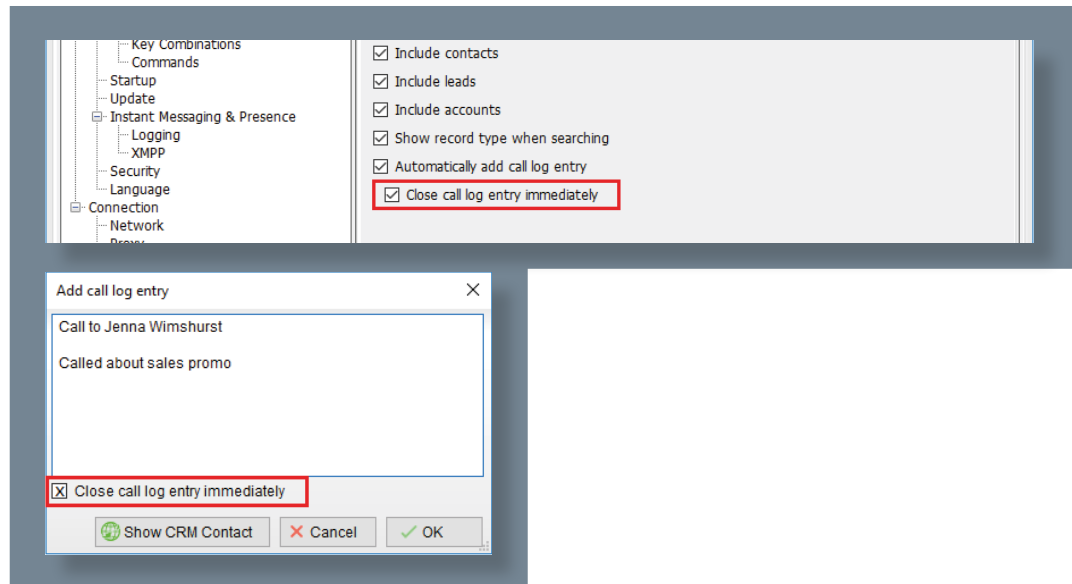 Key Combinations
Commands
Startup
Update
Instant Messaging & Presence
Logging
XMPP
Security
Language
Connection
Network
Proxy
Include contacts
Include leads
Include accounts
Show record type when searching
Automatically add call log entry
Close call log entry immediately
Add call log entry
Call to Jenna Wimshurst
Called about sales promo
X Close call log entry immediately
Show CRM Contact Cancel OK